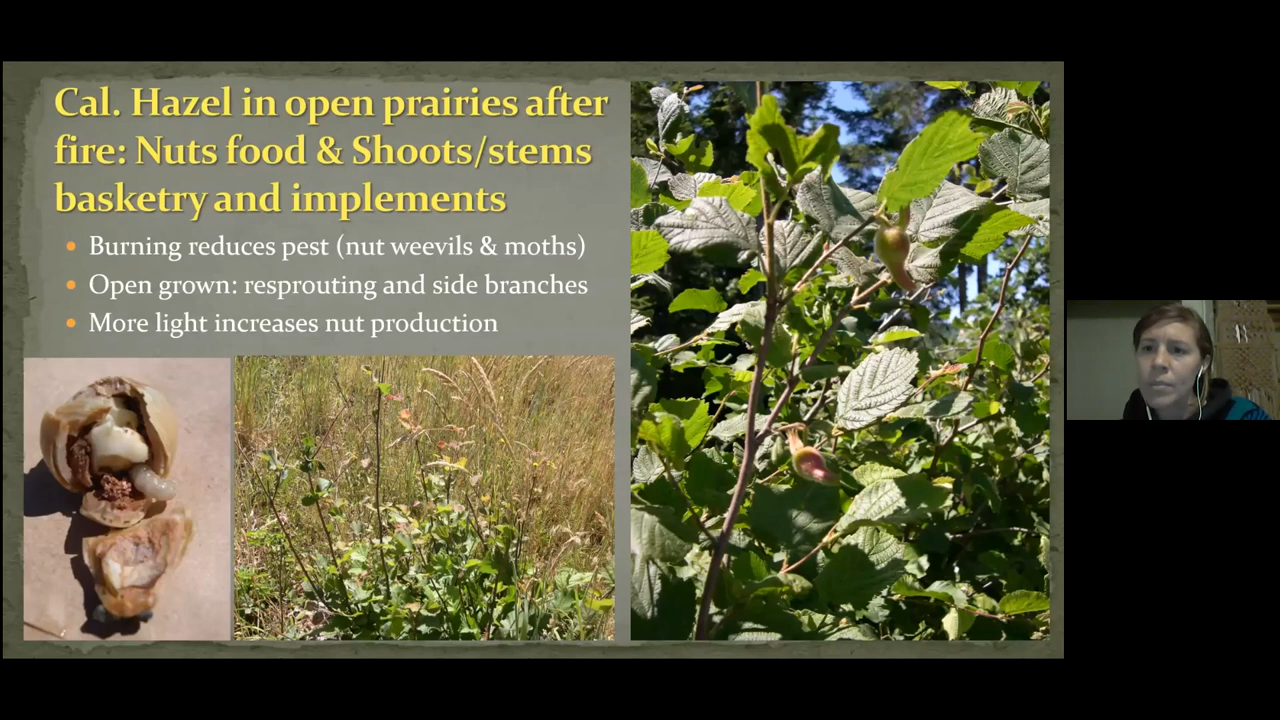 Cal. Hazel in open prairies after
fire: Nuts food & Shoots/stems
basketry and implements
• Burning reduces pest (nut weevils & moths)
• Open grown: resprouting and side branches
• More light increases nut production